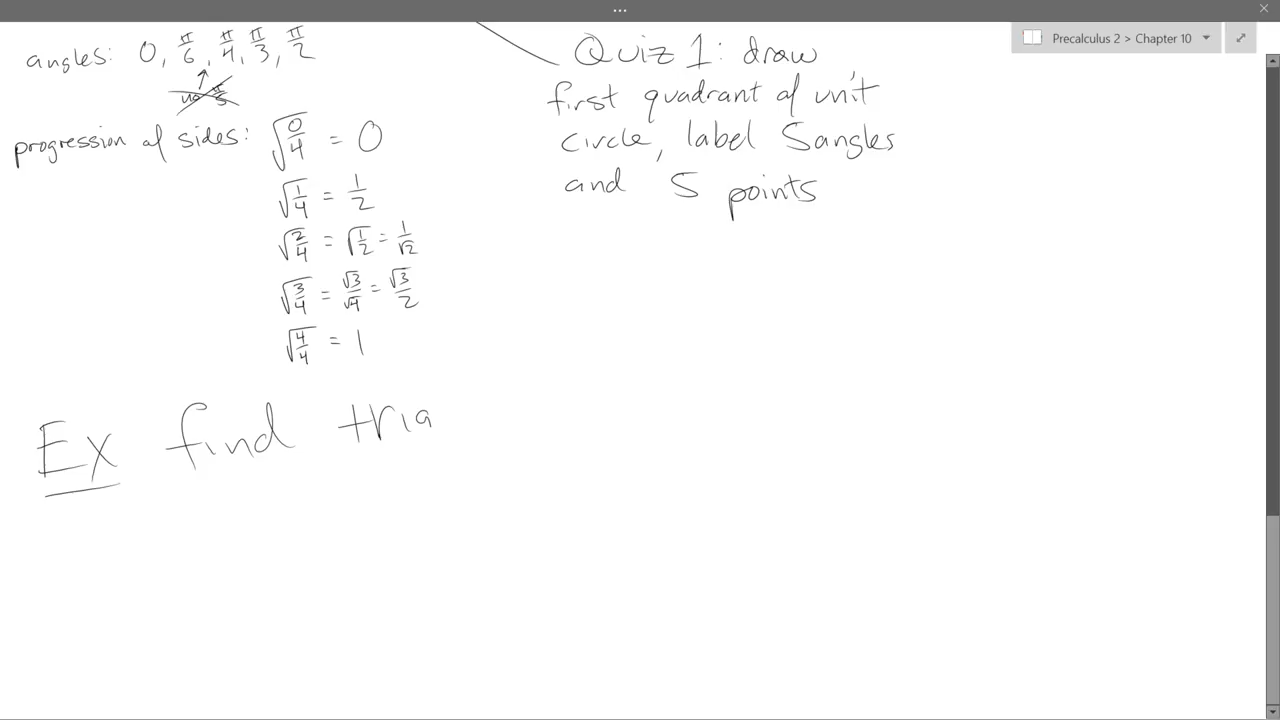 ...
Precalculus 2 > Chapter 10
angles: 0, π/6, π/4, π/3, π/2
no π/5
progression of sides: √(0/4) = 0
√(1/4) = 1/2
√(2/4) = √(1/2) = 1/√2
√(3/4) = √3/√4 = √3/2
√(4/4) = 1
Quiz 1: draw
first quadrant of unit
circle, label 5 angles
and 5 points
Ex find tria